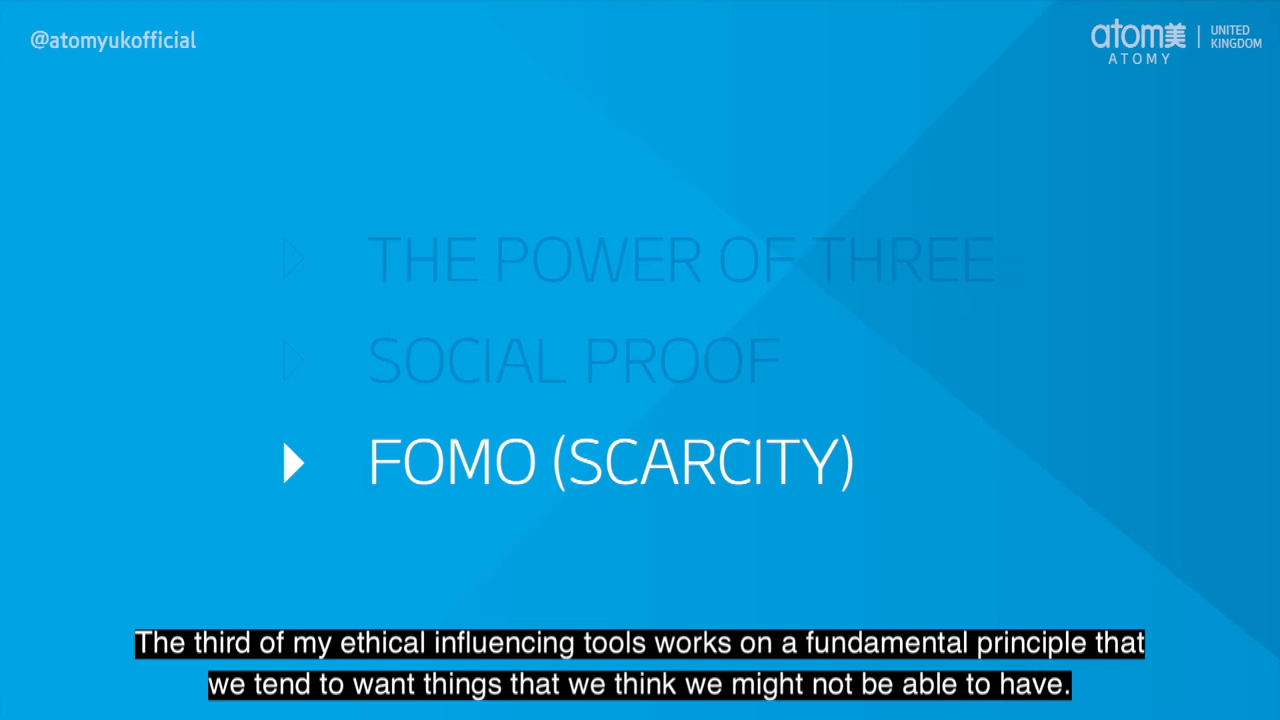 @atomyukofficial
atom美
ATOMY
UNITED
KINGDOM
THE POWER OF THREE
SOCIAL PROOF
FOMO (SCARCITY)
The third of my ethical influencing tools works on a fundamental principle that
we tend to want things that we think we might not be able to have.